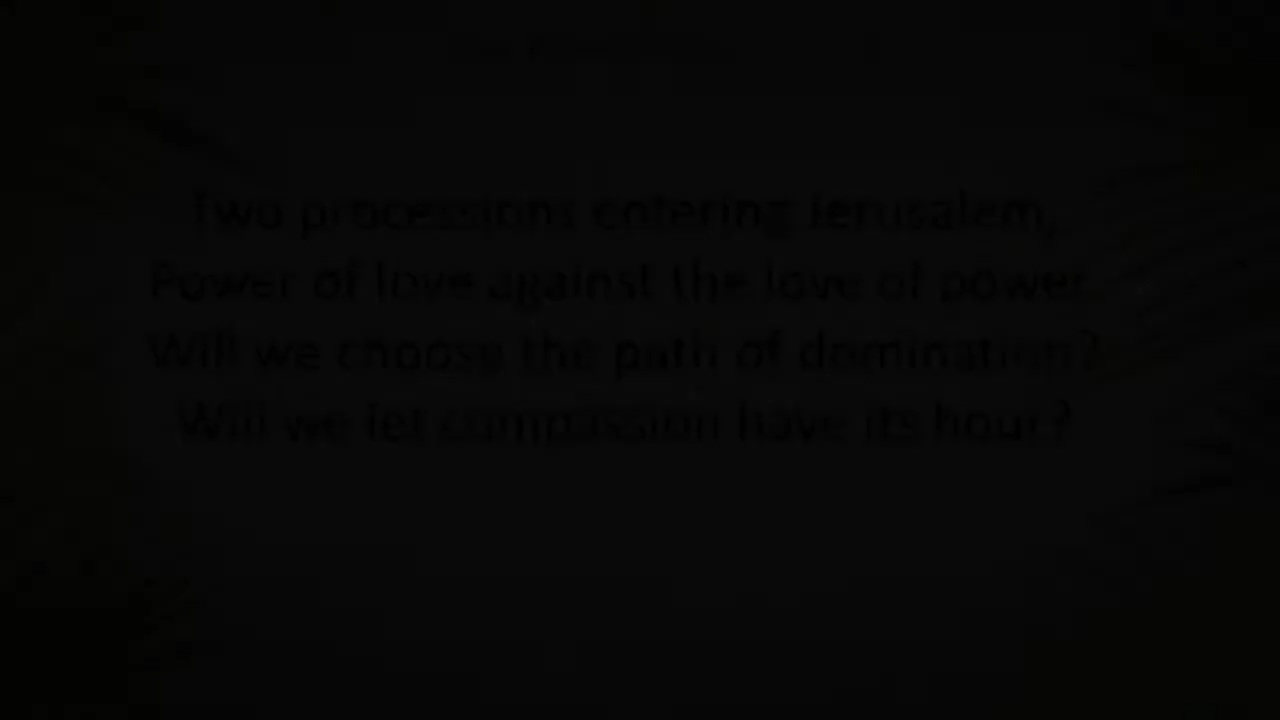 Two processions entering Jerusalem,
Power of love against the love of power.
Will we choose the path of domination?
Will we let compassion have its hour?